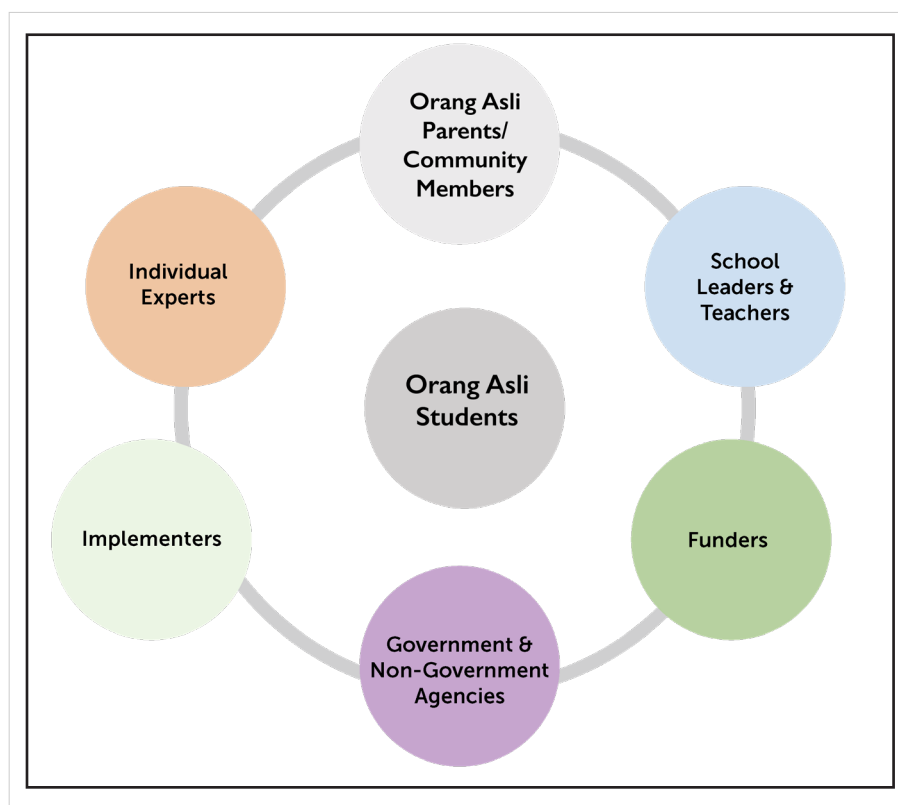 Orang Asli
Parents/
Community
Members
School
Leaders &
Teachers
Individual
Experts
Orang Asli
Students
Implementers
Funders
Government &
Non-Government
Agencies